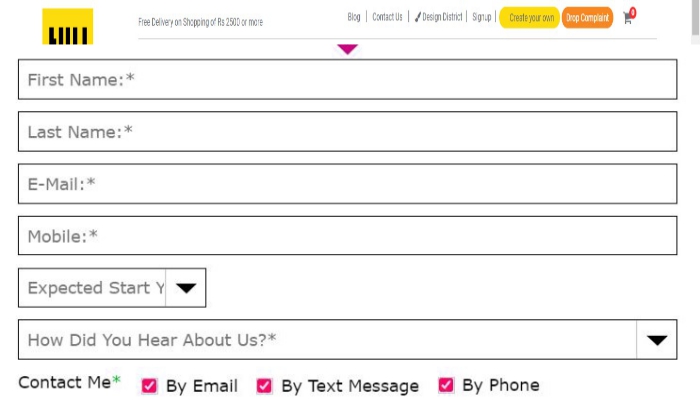 Free Delivery on Shopping of Rs 2500 or more
Blog | Contact Us | Design District | Signup | Create your own Drop Complaint 0
First Name:*
Last Name:*
E-Mail:*
Mobile:*
Expected Start Y
How Did You Hear About Us?*
Contact Me* By Email By Text Message By Phone